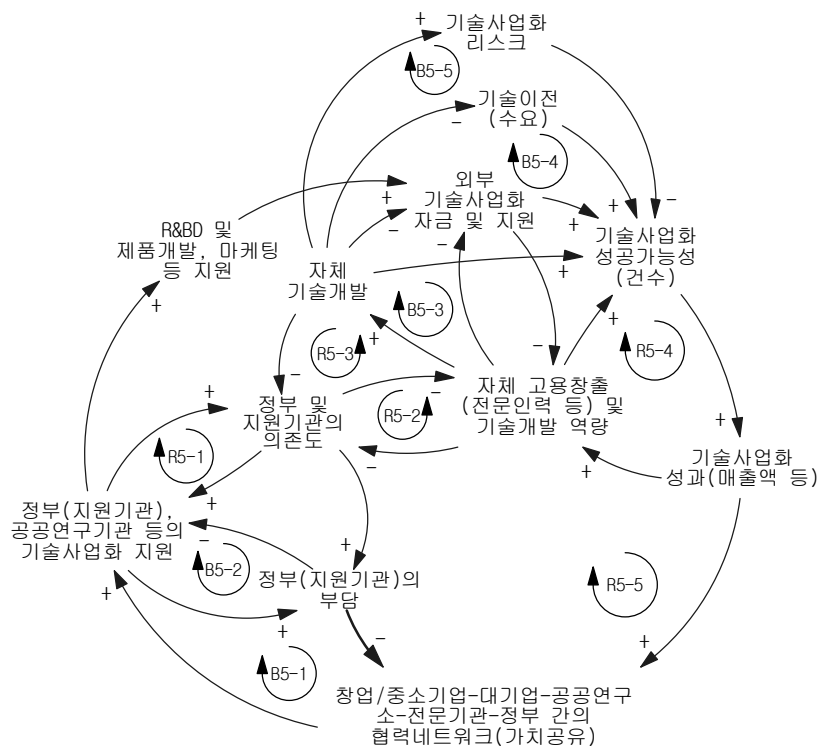 +
기술사업화
리스크
B5-5
기술이전
(수요)
−
B5-4
외부
기술사업화
자금 및 지원
+
−
+
+
−
R&BD 및
제품개발, 마케팅
등 지원
기술사업화
성공가능성
(건수)
자체
기술개발
−
+
+
B5-3
+
R5-3
+
−
R5-4
−
+
정부 및
지원기관의
의존도
−
R5-2
자체 고용창출
(전문인력 등) 및
기술개발 역량
+
R5-1
−
+
기술사업화
성과(매출액 등)
+
정부(지원기관),
공공연구기관 등의
기술사업화 지원
−
B5-2
+
정부(지원기관)의
부담
R5-5
+
+
−
+
B5-1
창업/중소기업-대기업-공공연구
소-전문기관-정부 간의
협력네트워크(가치공유)